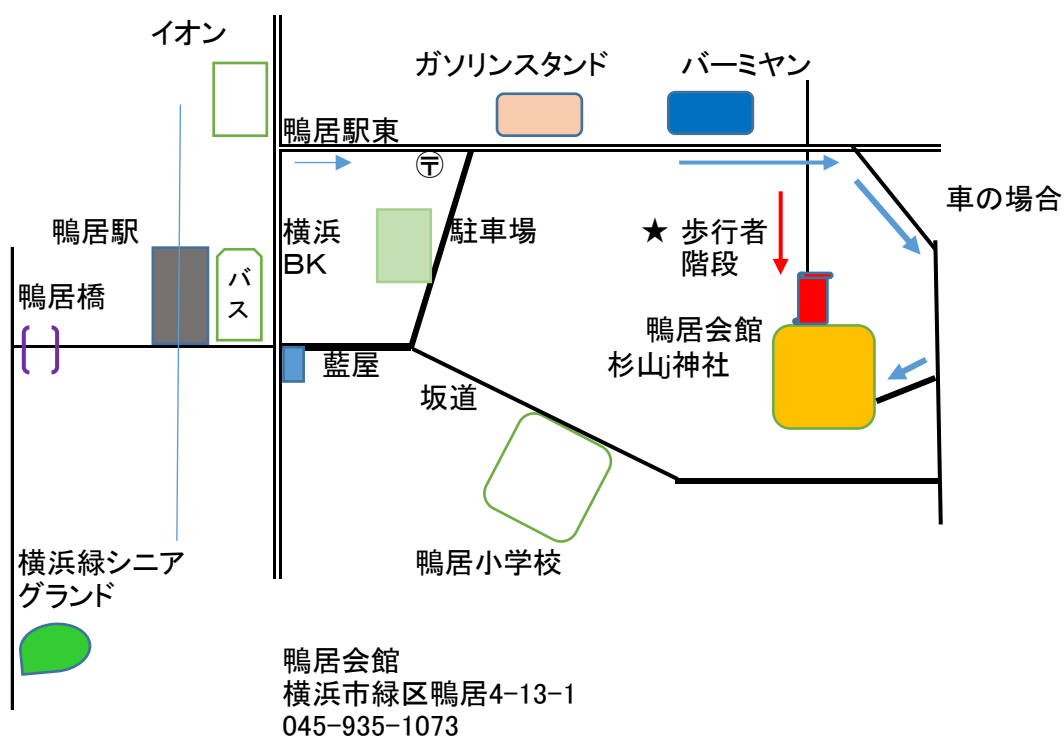 イオン
ガソリンスタンド
バーミヤン
鴨居駅東
〒
車の場合
鴨居駅
横浜
BK
駐車場
★ 歩行者
階段
バス
鴨居橋
鴨居会館
杉山j神社
藍屋
坂道
横浜緑シニア
グランド
鴨居小学校
鴨居会館
横浜市緑区鴨居4-13-1
045-935-1073